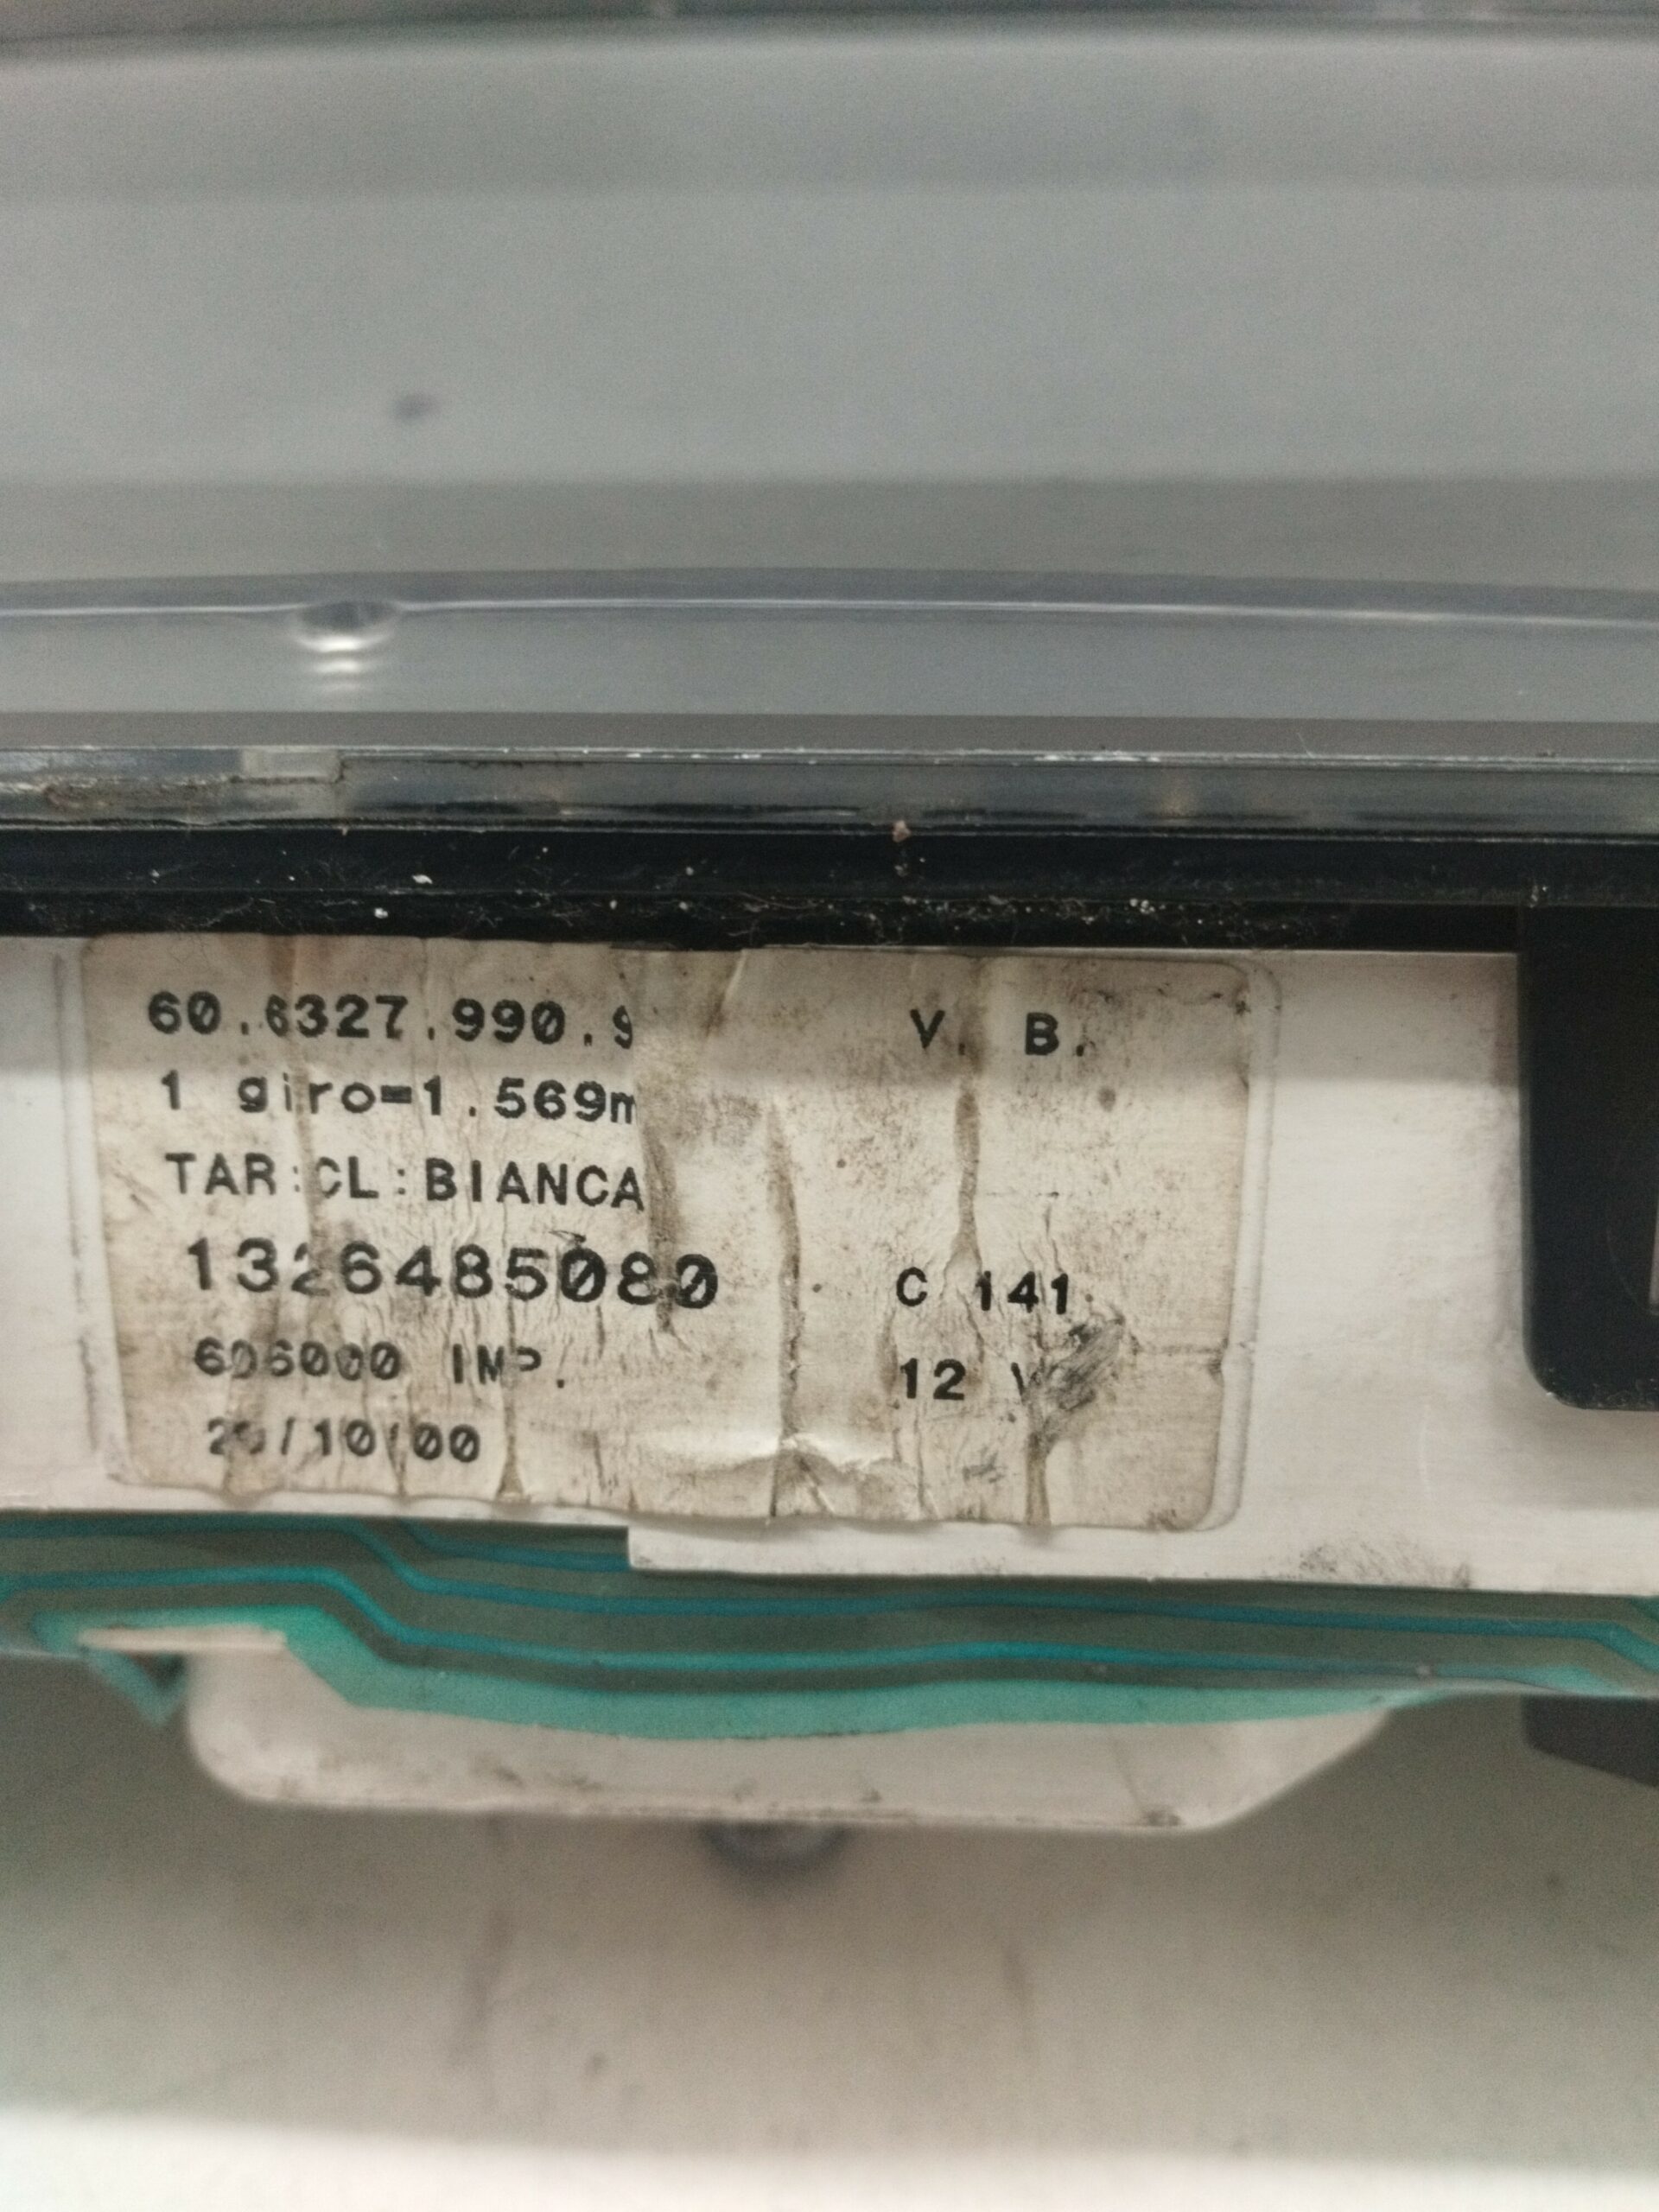 60.6327.990.9 V. B.
1 giro=1.569m
TAR:CL:BIANCA
1326485080 C 141
606000 IMP. 12 V
/10/00